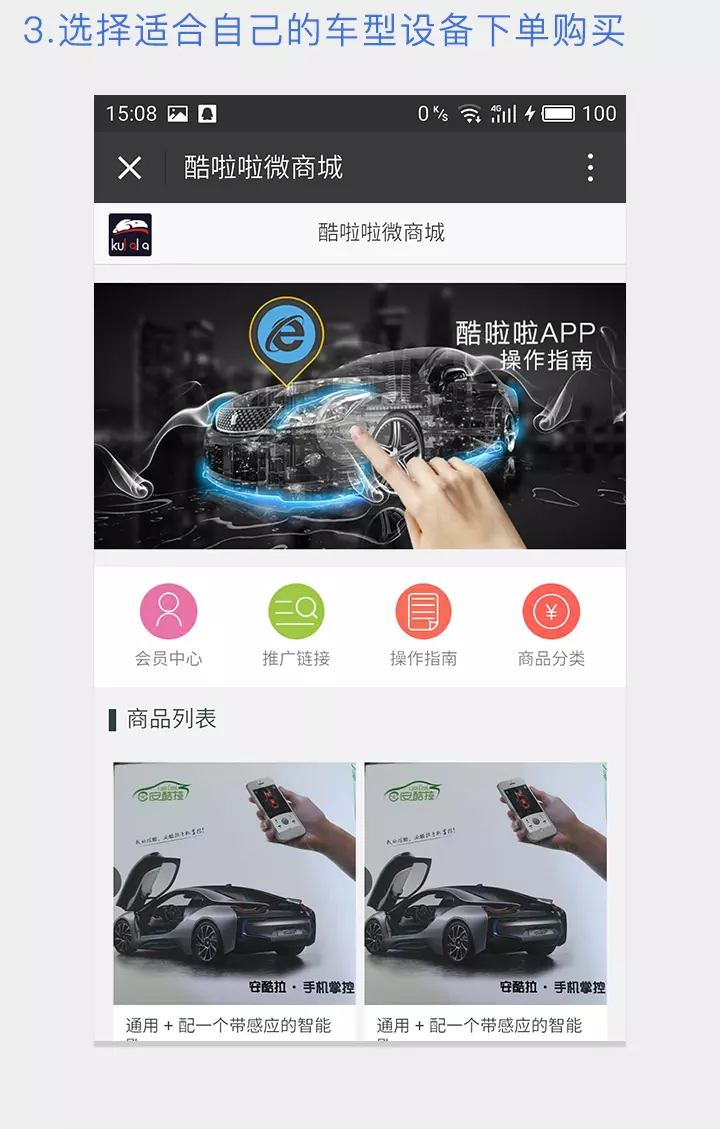 3.选择适合自己的车型设备下单购买
15:08 0 K/s 4G 100
酷啦啦微商城
kulala 酷啦啦微商城
酷啦啦APP
操作指南
会员中心 推广链接 操作指南 商品分类
¥
商品列表
安酷控 安酷控
安酷拉·手机掌控 安酷拉·手机掌控
通用 + 配一个带感应的智能 通用 + 配一个带感应的智能